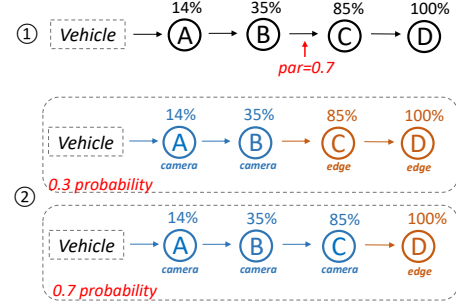 14% 35% 85% 100%
① Vehicle A B C D
par=0.7
14% 35% 85% 100%
Vehicle A B C D
camera camera edge edge
0.3 probability
②
14% 35% 85% 100%
Vehicle A B C D
camera camera camera edge
0.7 probability